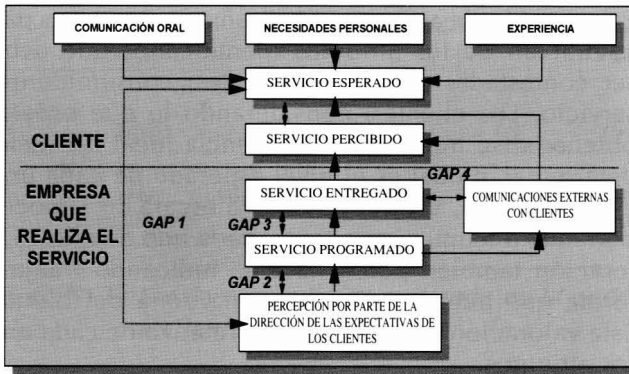 COMUNICACIÓN ORAL
NECESIDADES PERSONALES
EXPERIENCIA
SERVICIO ESPERADO
CLIENTE
SERVICIO PERCIBIDO
GAP 4
EMPRESA
QUE
REALIZA EL
SERVICIO
GAP 1
SERVICIO ENTREGADO
COMUNICACIONES EXTERNAS
CON CLIENTES
GAP 3
SERVICIO PROGRAMADO
GAP 2
PERCEPCIÓN POR PARTE DE LA
DIRECCIÓN DE LAS EXPECTATIVAS DE
LOS CLIENTES